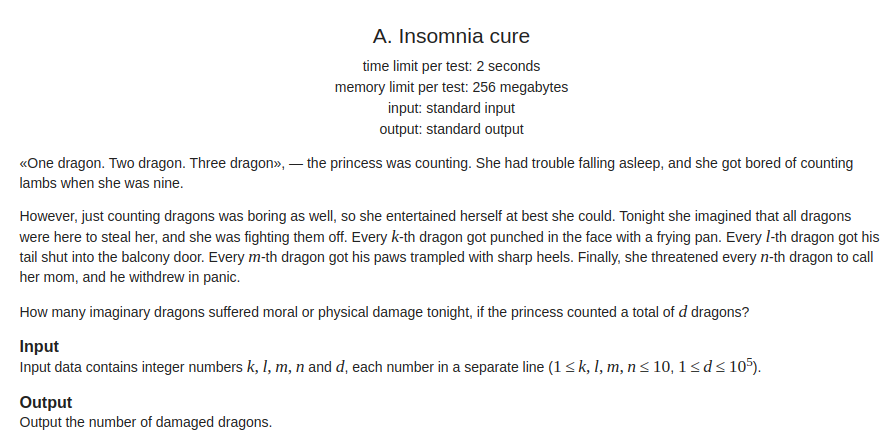 A. Insomnia cure
time limit per test: 2 seconds
memory limit per test: 256 megabytes
input: standard input
output: standard output
«One dragon. Two dragon. Three dragon», — the princess was counting. She had trouble falling asleep, and she got bored of counting
lambs when she was nine.
However, just counting dragons was boring as well, so she entertained herself at best she could. Tonight she imagined that all dragons
were here to steal her, and she was fighting them off. Every k-th dragon got punched in the face with a frying pan. Every l-th dragon got his
tail shut into the balcony door. Every m-th dragon got his paws trampled with sharp heels. Finally, she threatened every n-th dragon to call
her mom, and he withdrew in panic.
How many imaginary dragons suffered moral or physical damage tonight, if the princess counted a total of d dragons?
Input
Input data contains integer numbers k, l, m, n and d, each number in a separate line (1 ≤ k, l, m, n ≤ 10, 1 ≤ d ≤ 10⁵).
Output
Output the number of damaged dragons.